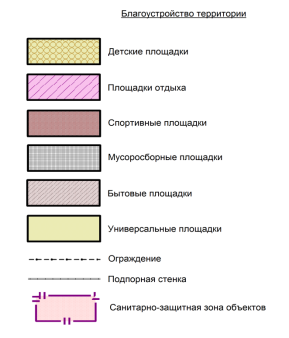 Благоустройство территории
Детские площадки
Площадки отдыха
Спортивные площадки
Мусоросборные площадки
Бытовые площадки
Универсальные площадки
Ограждение
Подпорная стенка
Санитарно-защитная зона объектов